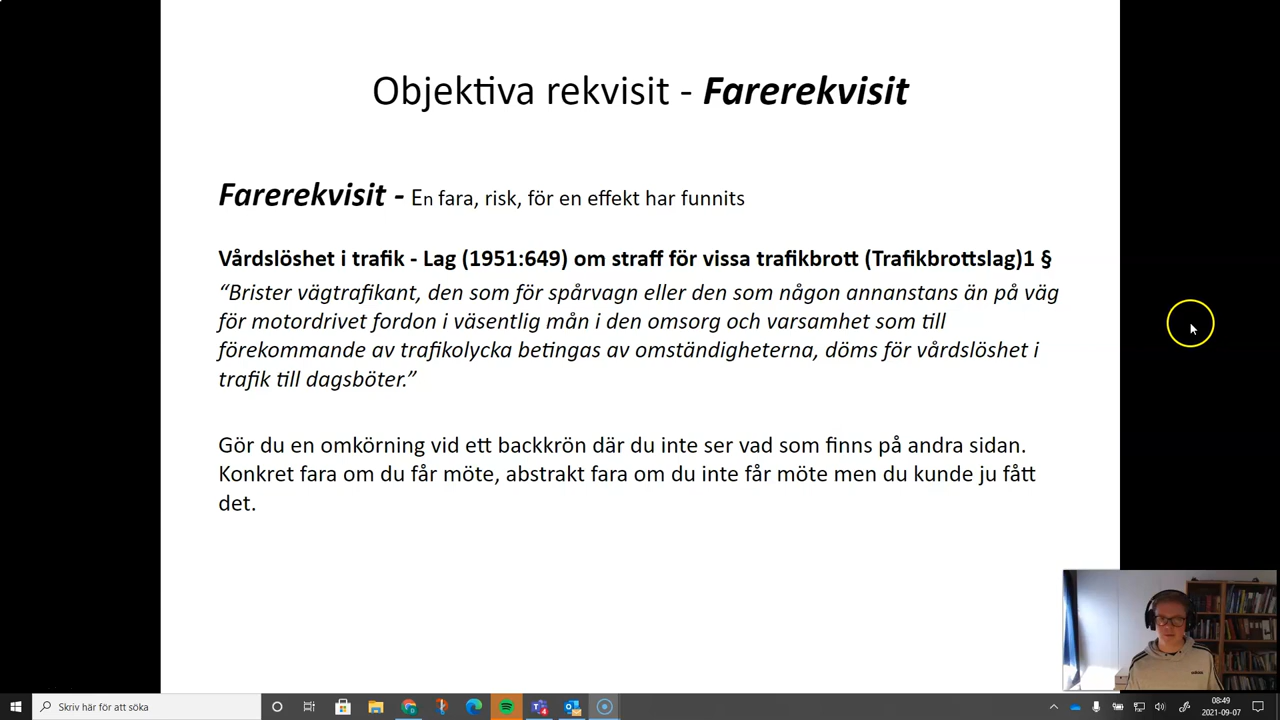 Objektiva rekvisit - Farerekvisit
Farerekvisit - En fara, risk, för en effekt har funnits
Vårdslöshet i trafik - Lag (1951:649) om straff för vissa trafikbrott (Trafikbrottslag)1 §
“Brister vägtrafikant, den som för spårvagn eller den som någon annanstans än på väg
för motordrivet fordon i väsentlig mån i den omsorg och varsamhet som till
förekommande av trafikolycka betingas av omständigheterna, döms för vårdslöshet i
trafik till dagsböter.”
Gör du en omkörning vid ett backkrön där du inte ser vad som finns på andra sidan.
Konkret fara om du får möte, abstrakt fara om du inte får möte men du kunde ju fått
det.
Skriv här för att söka
08:49
2021-09-07